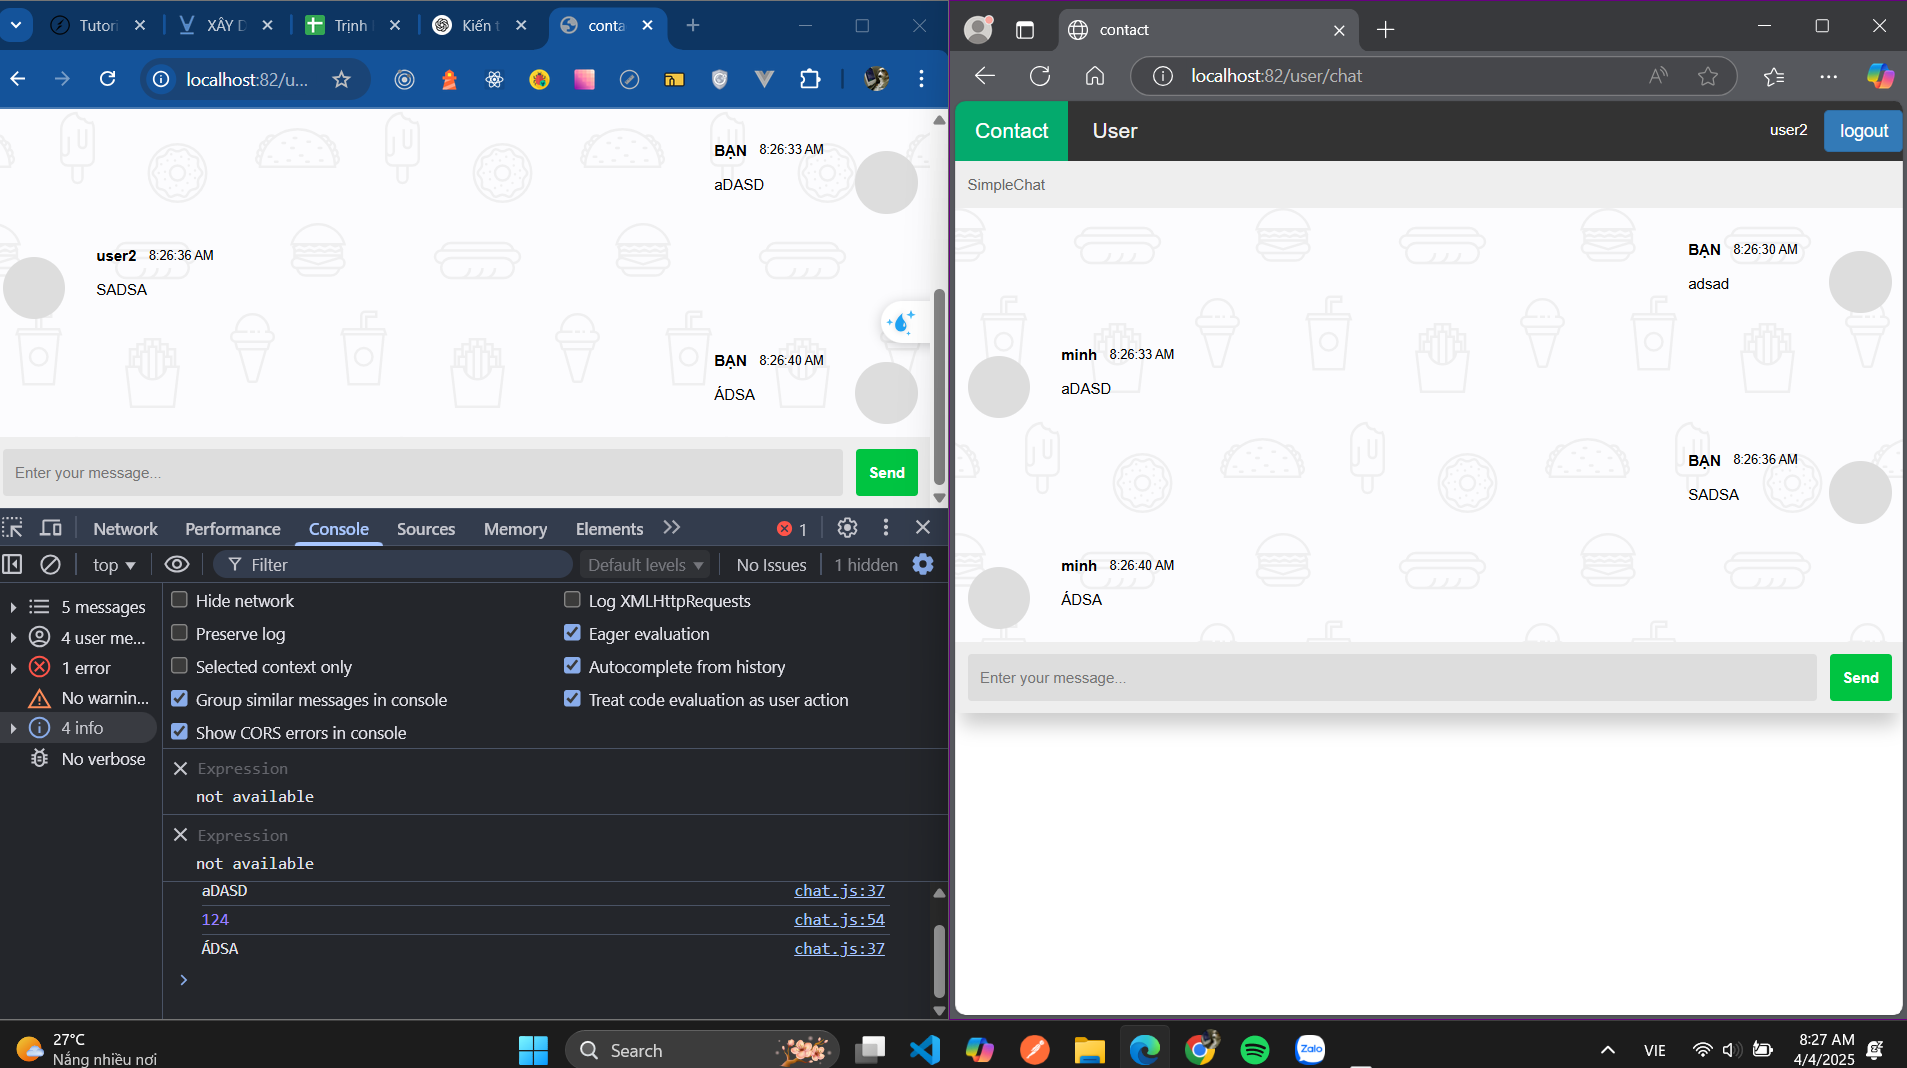 Tutori
XÂY D
Trịnh
Kiến t
conta
localhost:82/u...
BẠN 8:26:33 AM
aDASD
user2 8:26:36 AM
SADSA
BẠN 8:26:40 AM
ÁDSA
Enter your message...
Send
Network Performance Console Sources Memory Elements
1
top
Filter
Default levels
No Issues
1 hidden
5 messages
4 user me...
1 error
No warnin...
4 info
No verbose
Hide network
Log XMLHttpRequests
Preserve log
Eager evaluation
Selected context only
Autocomplete from history
Group similar messages in console
Treat code evaluation as user action
Show CORS errors in console
Expression
not available
Expression
not available
aDASD chat.js:37
124 chat.js:54
ÁDSA chat.js:37
contact
localhost:82/user/chat
Contact
User
user2
logout
SimpleChat
BẠN 8:26:30 AM
adsad
minh 8:26:33 AM
aDASD
BẠN 8:26:36 AM
SADSA
minh 8:26:40 AM
ÁDSA
Enter your message...
Send
27°C
Nắng nhiều nơi
Search
Zalo
VIE
8:27 AM
4/4/2025